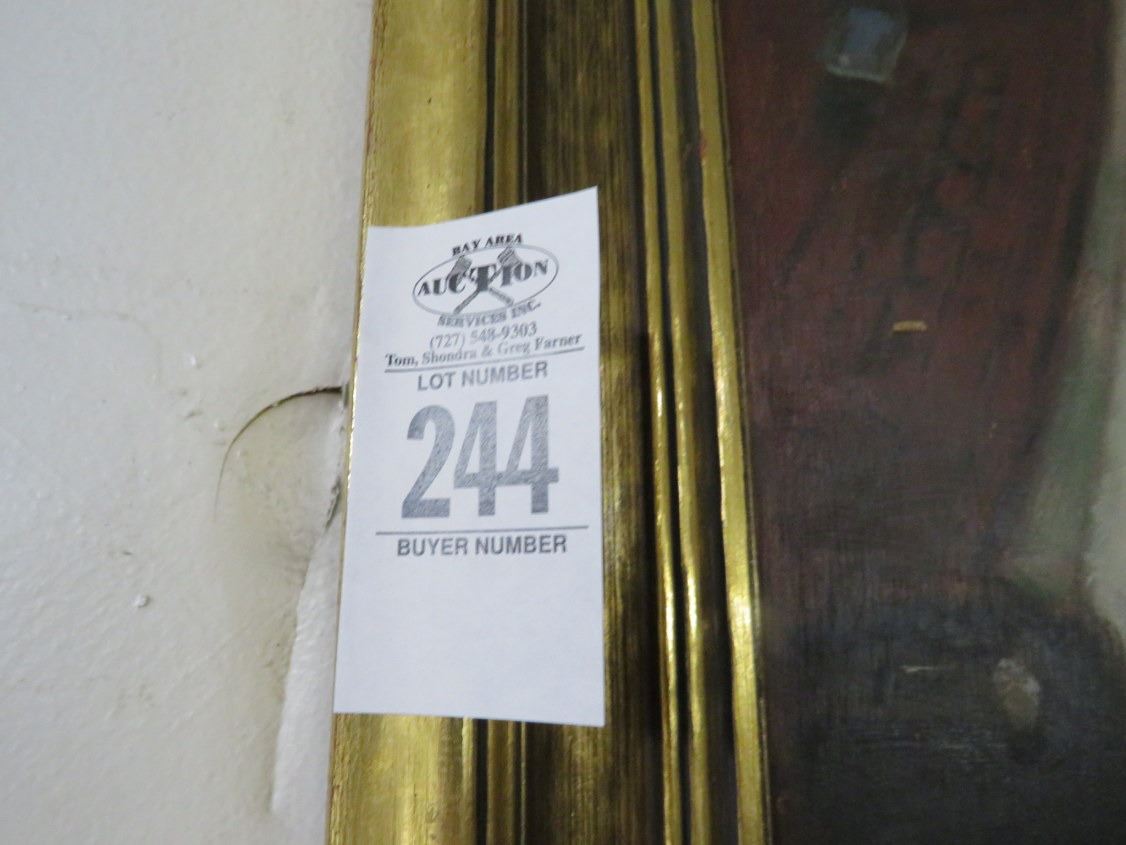 BAY AREA
AUCTION
SERVICES INC.
(727) 548-9303
Tom, Shondra & Greg Farner
LOT NUMBER
244
BUYER NUMBER